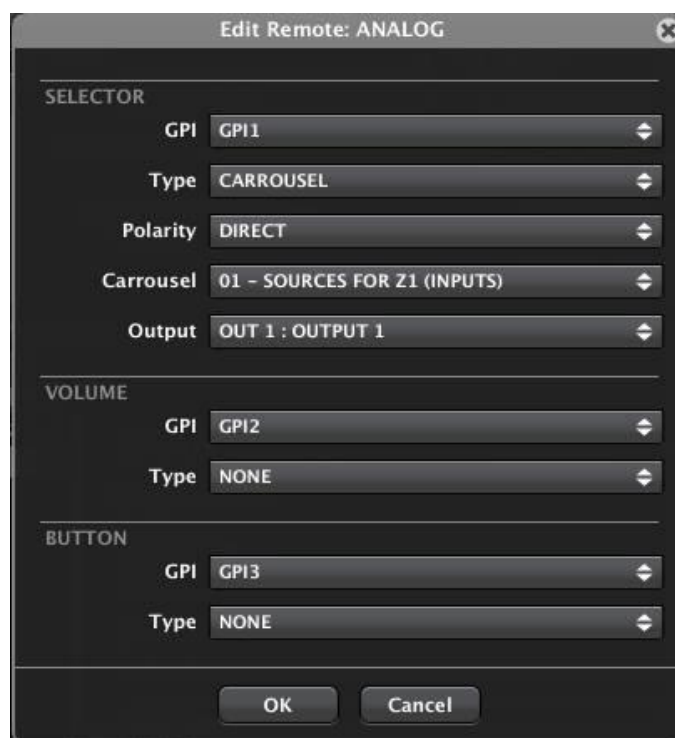 Edit Remote: ANALOG
SELECTOR
GPI GPI1
Type CARROUSEL
Polarity DIRECT
Carrousel 01 – SOURCES FOR Z1 (INPUTS)
Output OUT 1 : OUTPUT 1
VOLUME
GPI GPI2
Type NONE
BUTTON
GPI GPI3
Type NONE
OK Cancel